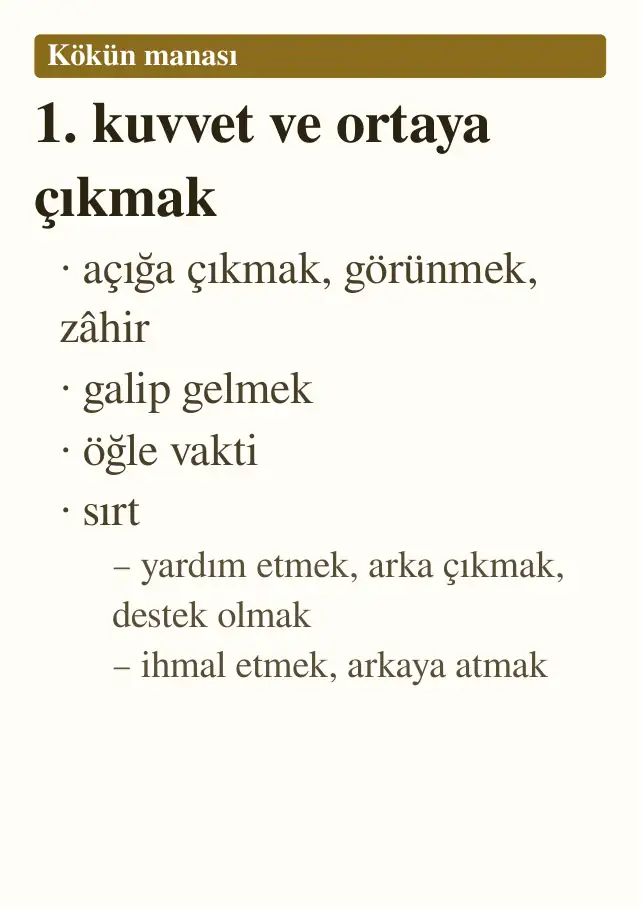 Kökün manası
1. kuvvet ve ortaya
çıkmak
· açığa çıkmak, görünmek,
zâhir
· galip gelmek
· öğle vakti
· sırt
– yardım etmek, arka çıkmak,
destek olmak
– ihmal etmek, arkaya atmak